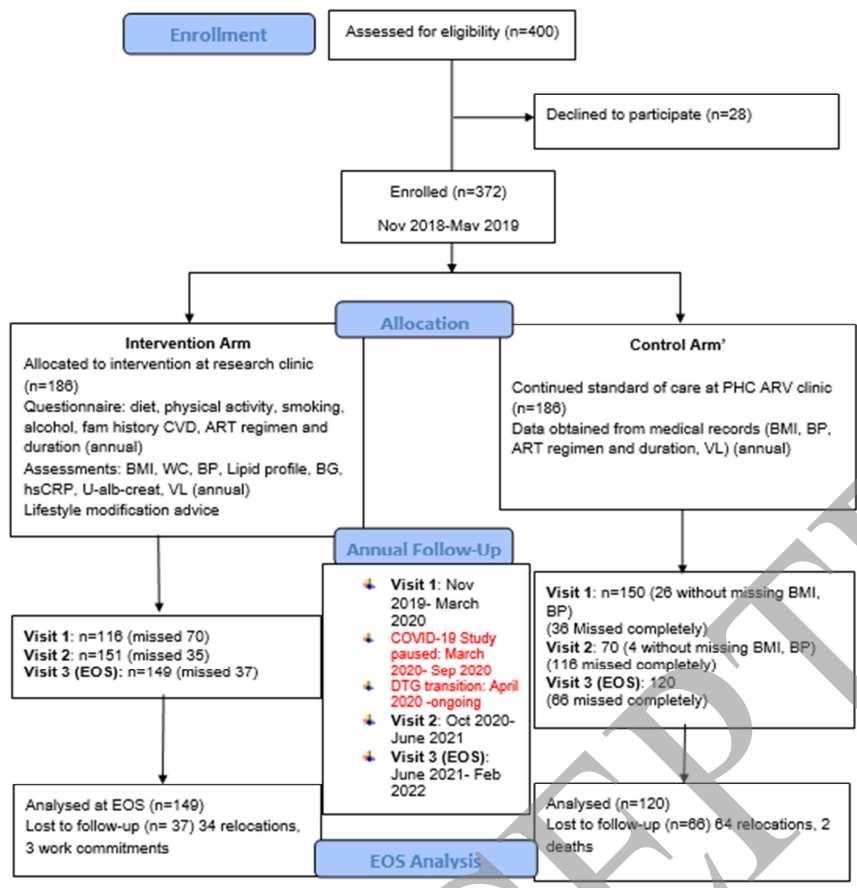 Enrollment
Assessed for eligibility (n=400)
Declined to participate (n=28)
Enrolled (n=372)
Nov 2018-Mav 2019
Allocation
Intervention Arm
Allocated to intervention at research clinic
(n=186)
Questionnaire: diet, physical activity, smoking,
alcohol, fam history CVD, ART regimen and
duration (annual)
Assessments: BMI, WC, BP, Lipid profile, BG,
hsCRP, U-alb-creat, VL (annual)
Lifestyle modification advice
Control Arm'
Continued standard of care at PHC ARV clinic
(n=186)
Data obtained from medical records (BMI, BP,
ART regimen and duration, VL) (annual)
Annual Follow-Up
Visit 1: Nov
2019- March
2020
COVID-19 Study
paused: March
2020- Sep 2020
DTG transition: April
2020 -ongoing
Visit 2: Oct 2020-
June 2021
Visit 3 (EOS):
June 2021- Feb
2022
Visit 1: n=116 (missed 70)
Visit 2: n=151 (missed 35)
Visit 3 (EOS): n=149 (missed 37)
Visit 1: n=150 (26 without missing BMI,
BP)
(36 Missed completely)
Visit 2: 70 (4 without missing BMI, BP)
(116 missed completely)
Visit 3 (EOS): 120
(66 missed completely)
Analysed at EOS (n=149)
Lost to follow-up (n= 37) 34 relocations,
3 work commitments
Analysed (n=120)
Lost to follow-up (n=66) 64 relocations, 2
deaths
EOS Analysis